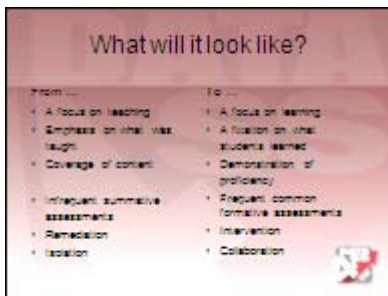 What will it look like?
From ...
• A focus on teaching
• Emphasis on what was
taught
• Coverage of content
• Infrequent summative
assessments
• Remediation
• Isolation
To ...
• A focus on learning
• A fixation on what
students learned
• Demonstration of
proficiency
• Frequent common
formative assessments
• Intervention
• Collaboration